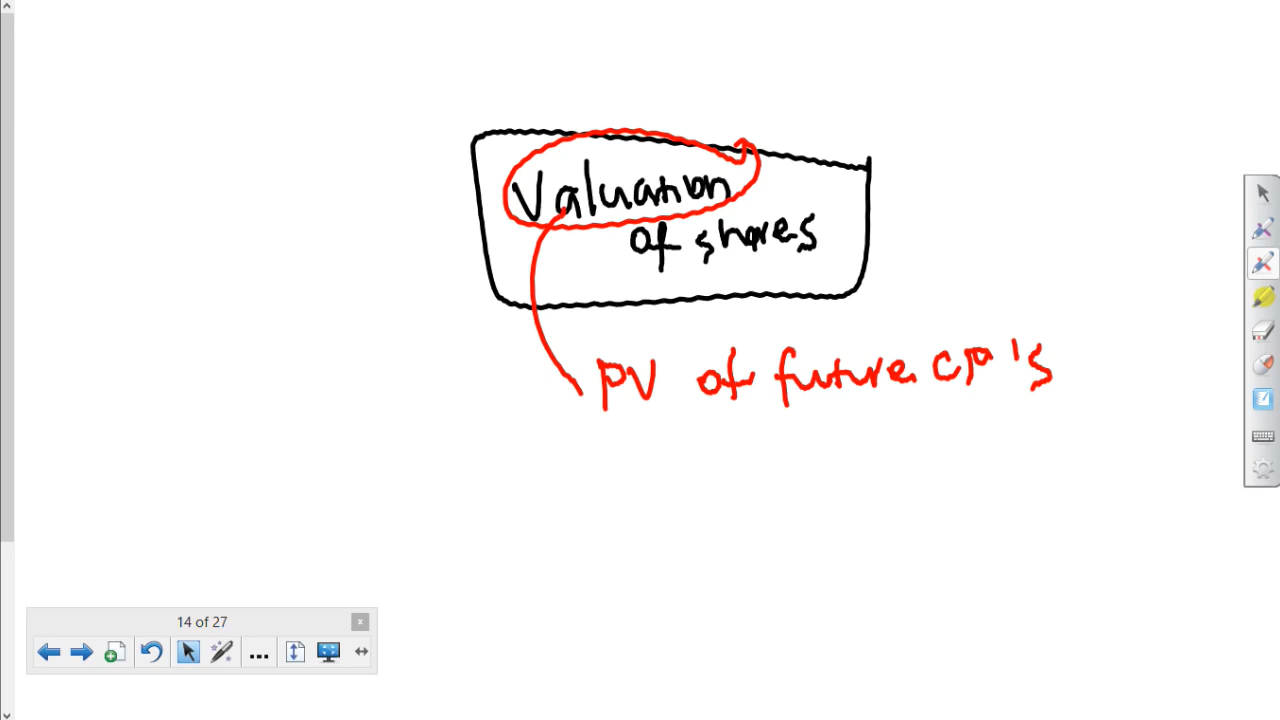 Valuation
of shares
PV of future CF's
14 of 27